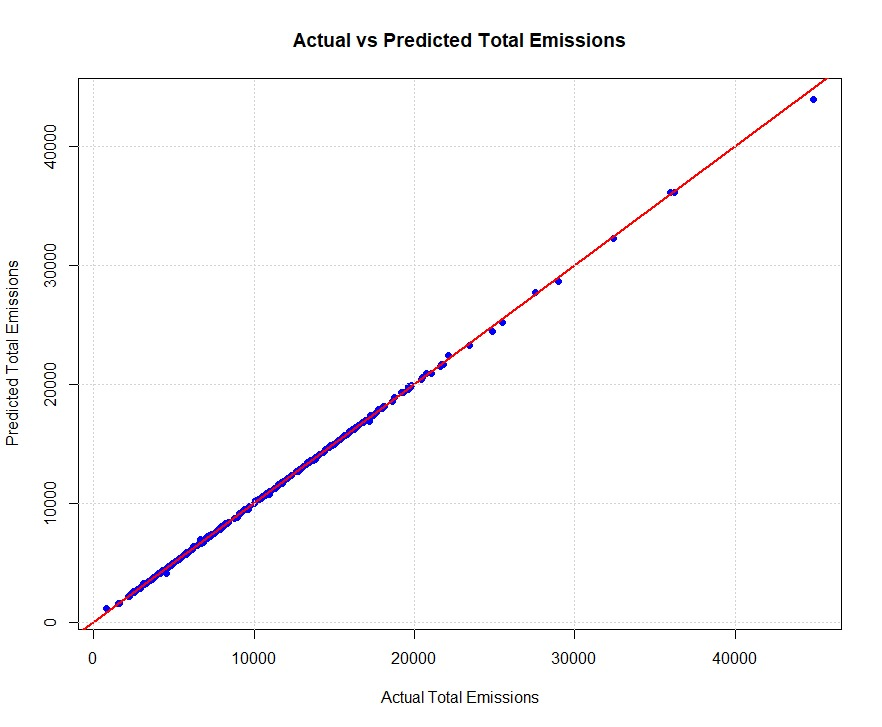 Actual vs Predicted Total Emissions
Predicted Total Emissions
40000
30000
20000
10000
0
0 10000 20000 30000 40000
Actual Total Emissions